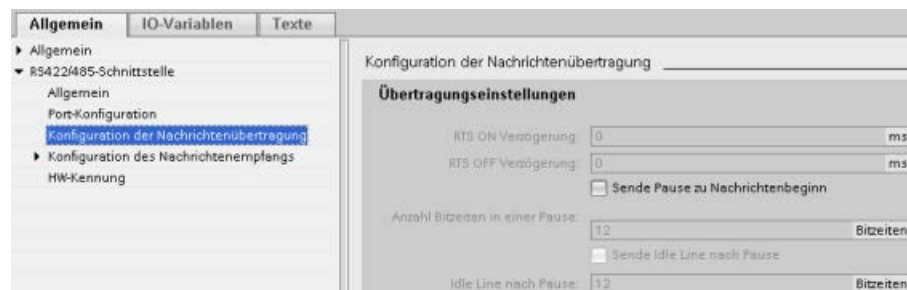 Allgemein IO-Variablen Texte
Allgemein
RS422/485-Schnittstelle
Allgemein
Port-Konfiguration
Konfiguration der Nachrichtenübertragung
Konfiguration des Nachrichtenempfangs
HW-Kennung
Konfiguration der Nachrichtenübertragung
Übertragungseinstellungen
RTS ON Verzögerung: 0 ms
RTS OFF Verzögerung: 0 ms
Sende Pause zu Nachrichtenbeginn
Anzahl Bitzeiten in einer Pause:
12 Bitzeiten
Sende Idle Line nach Pause
Idle Line nach Pause: 12 Bitzeiten